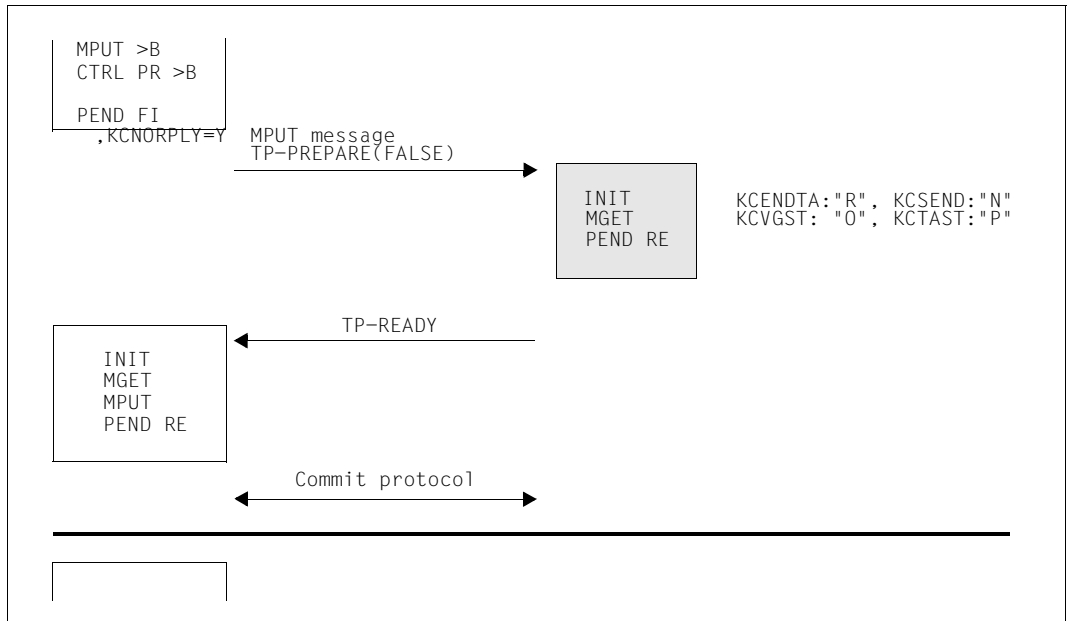 MPUT >B
CTRL PR >B
PEND FI
,KCNORPLY=Y
MPUT message
TP-PREPARE(FALSE)
INIT
MGET
PEND RE
KCENDTA:"R", KCSEND:"N"
KCVGST: "O", KCTAST:"P"
TP-READY
INIT
MGET
MPUT
PEND RE
Commit protocol